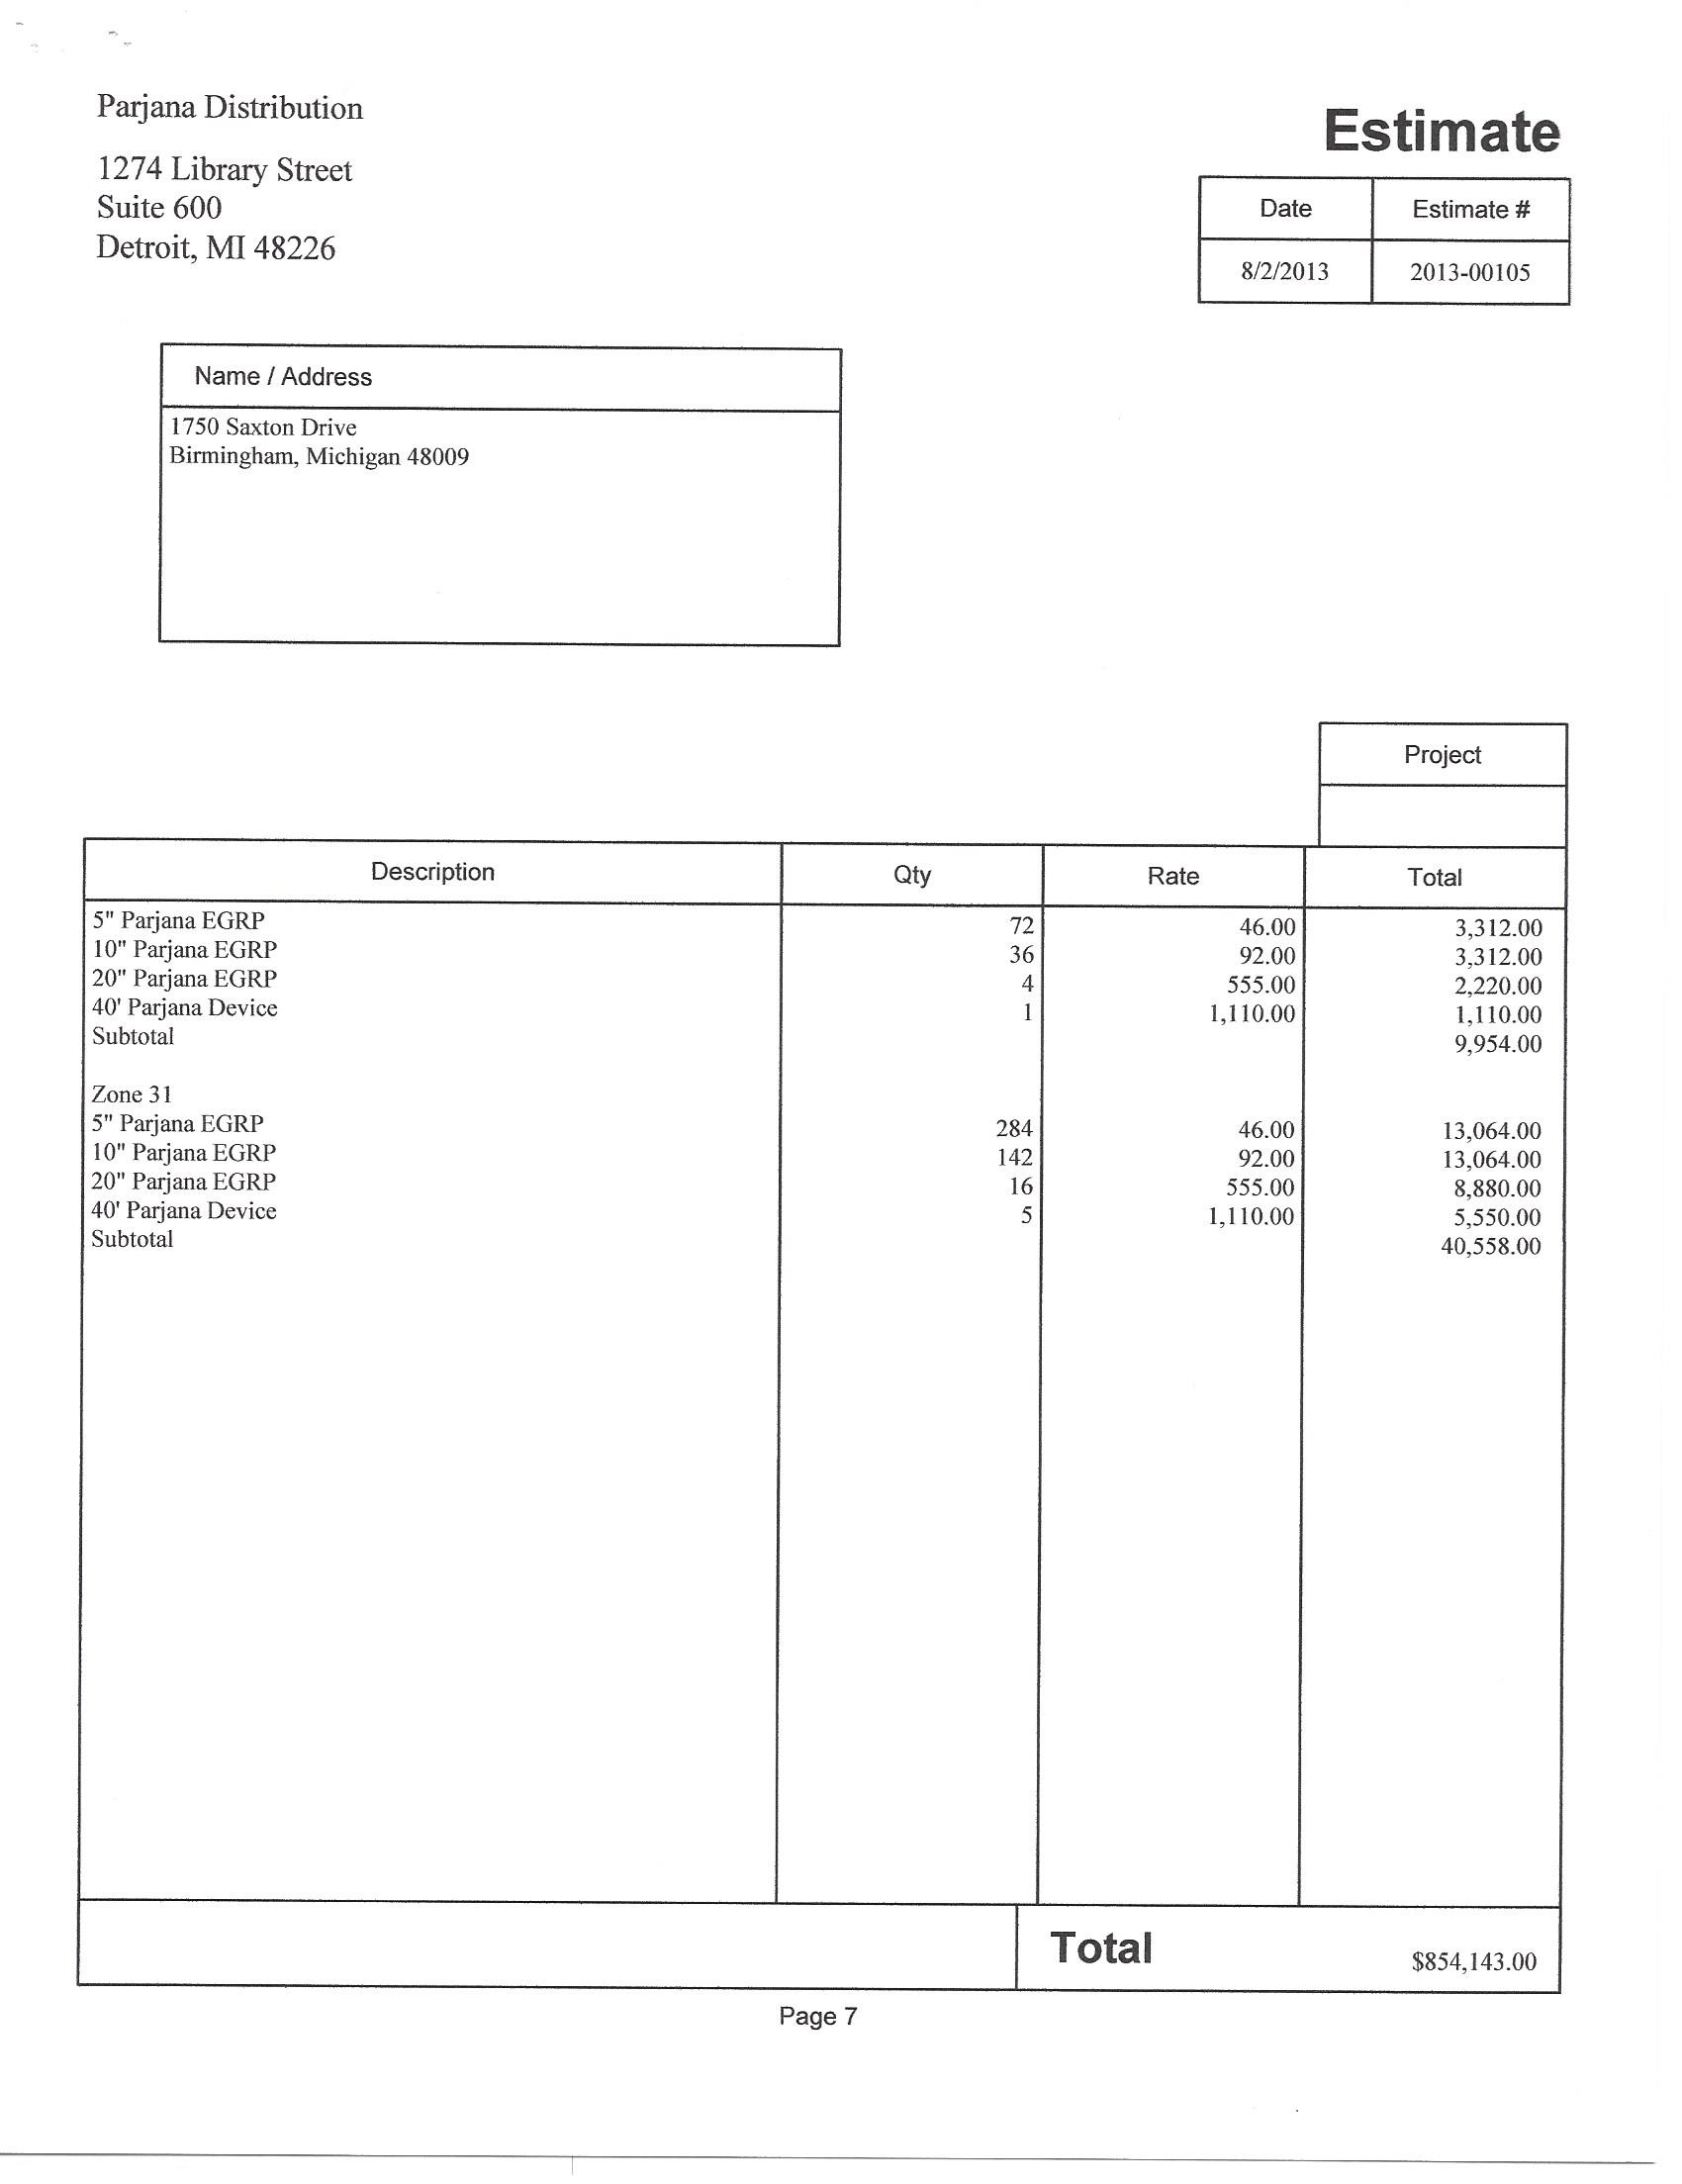 Parjana Distribution
1274 Library Street
Suite 600
Detroit, MI 48226
Estimate
Date Estimate #
8/2/2013 2013-00105
Name / Address
1750 Saxton Drive
Birmingham, Michigan 48009
Project
Description Qty Rate Total
5" Parjana EGRP 72 46.00 3,312.00
10" Parjana EGRP 36 92.00 3,312.00
20" Parjana EGRP 4 555.00 2,220.00
40' Parjana Device 1 1,110.00 1,110.00
Subtotal 9,954.00
Zone 31
5" Parjana EGRP 284 46.00 13,064.00
10" Parjana EGRP 142 92.00 13,064.00
20" Parjana EGRP 16 555.00 8,880.00
40' Parjana Device 5 1,110.00 5,550.00
Subtotal 40,558.00
Total $854,143.00
Page 7